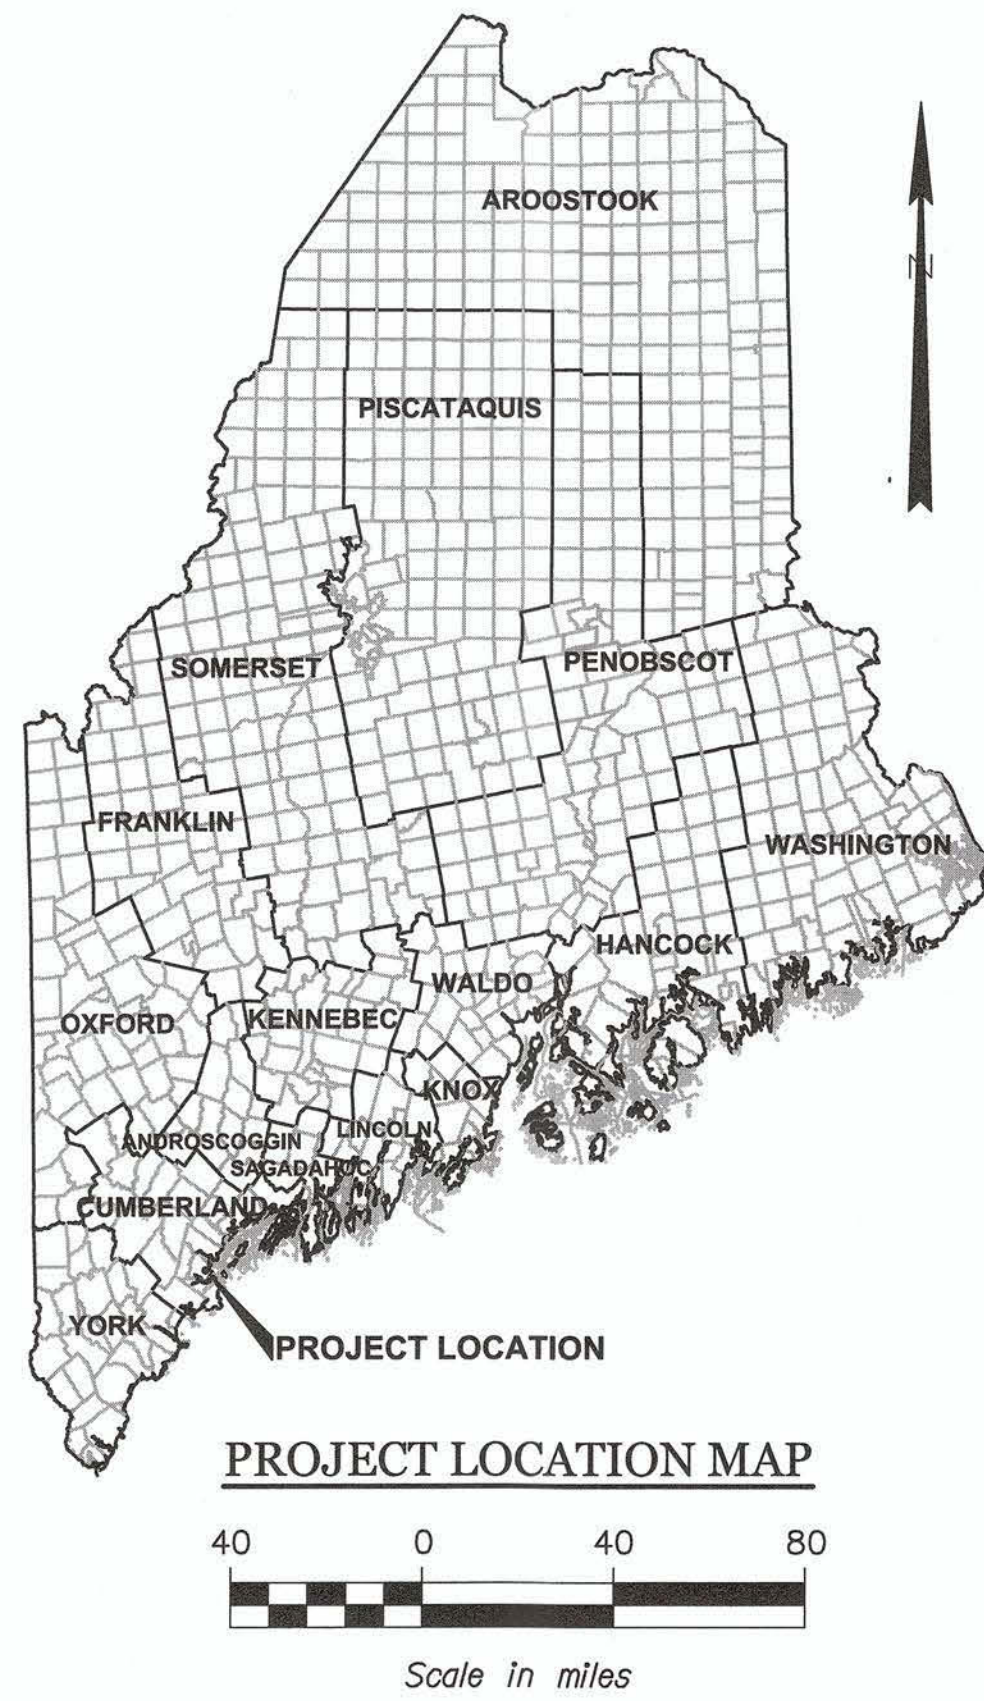 AROOSTOOK
N
PISCATAQUIS
SOMERSET
PENOBSCOT
FRANKLIN
WASHINGTON
HANCOCK
WALDO
OXFORD
KENNEBEC
KNOX
LINCOLN
ANDROSCOGGIN
SAGADAHOC
CUMBERLAND
YORK
PROJECT LOCATION
PROJECT LOCATION MAP
40 0 40 80
Scale in miles